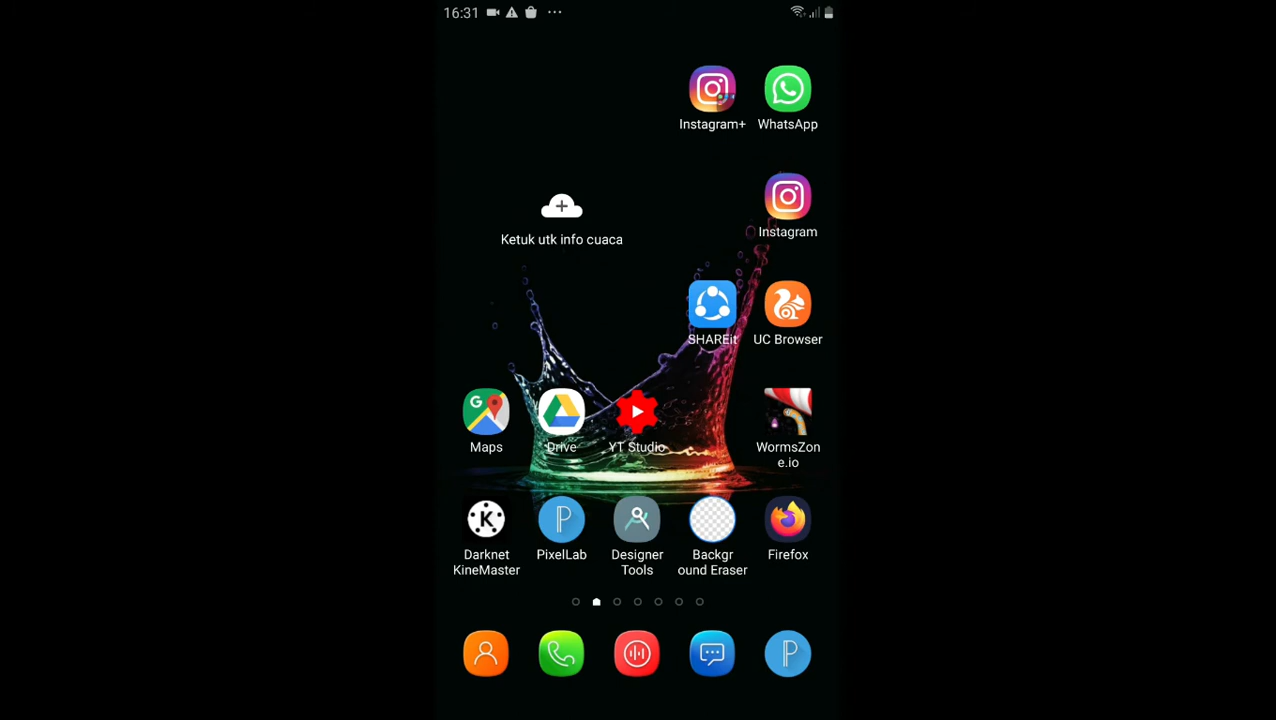 16:31
Instagram+ WhatsApp
Ketuk utk info cuaca
Instagram
SHAREit UC Browser
Maps Drive YT Studio WormsZon
e.io
Darknet PixelLab Designer Backgr Firefox
KineMaster Tools ound Eraser